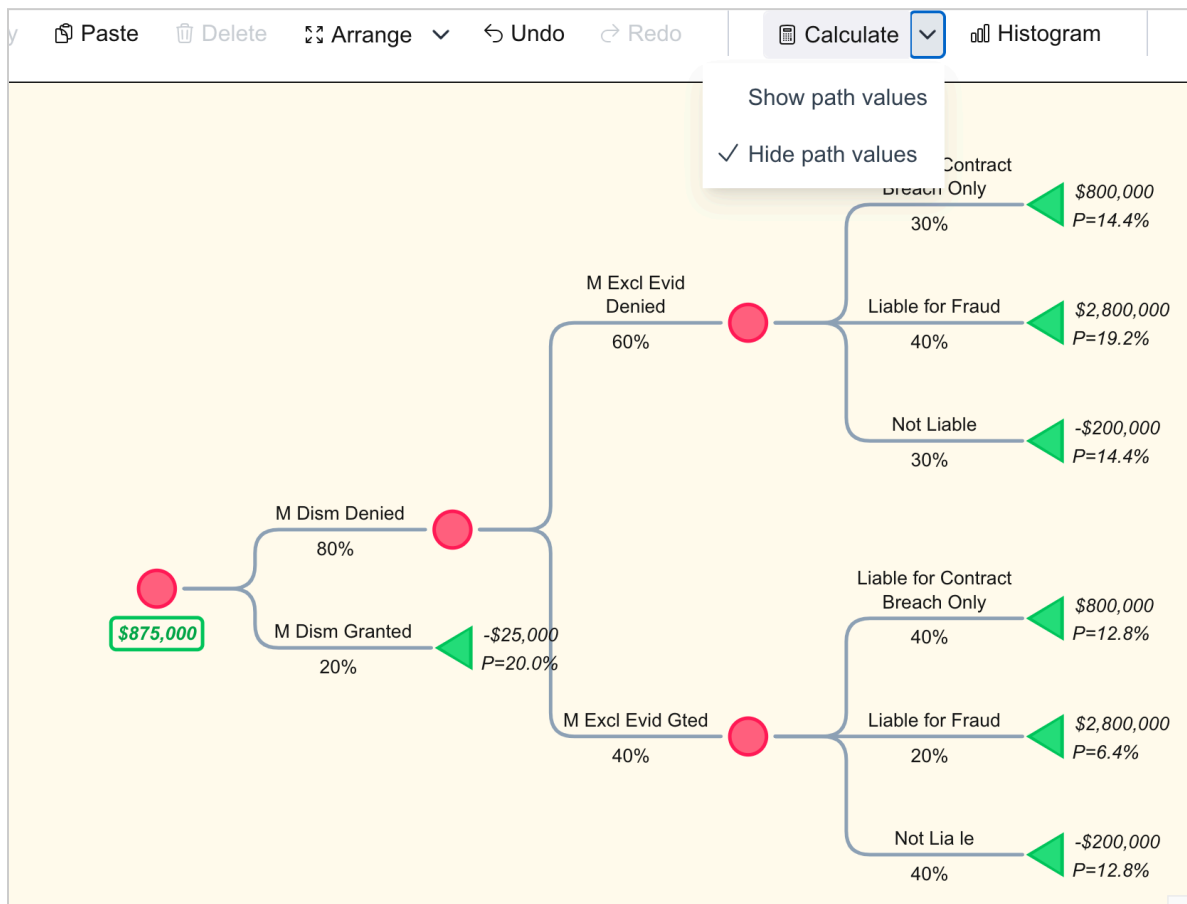 y Paste Delete Arrange Undo Redo Calculate Histogram
Show path values
Hide path values
Contract
Breach Only
30%
$800,000
P=14.4%
M Excl Evid
Denied
60%
Liable for Fraud
40%
$2,800,000
P=19.2%
Not Liable
30%
-$200,000
P=14.4%
M Dism Denied
80%
$875,000
M Dism Granted
20%
-$25,000
P=20.0%
Liable for Contract
Breach Only
40%
$800,000
P=12.8%
M Excl Evid Gted
40%
Liable for Fraud
20%
$2,800,000
P=6.4%
Not Lia le
40%
-$200,000
P=12.8%